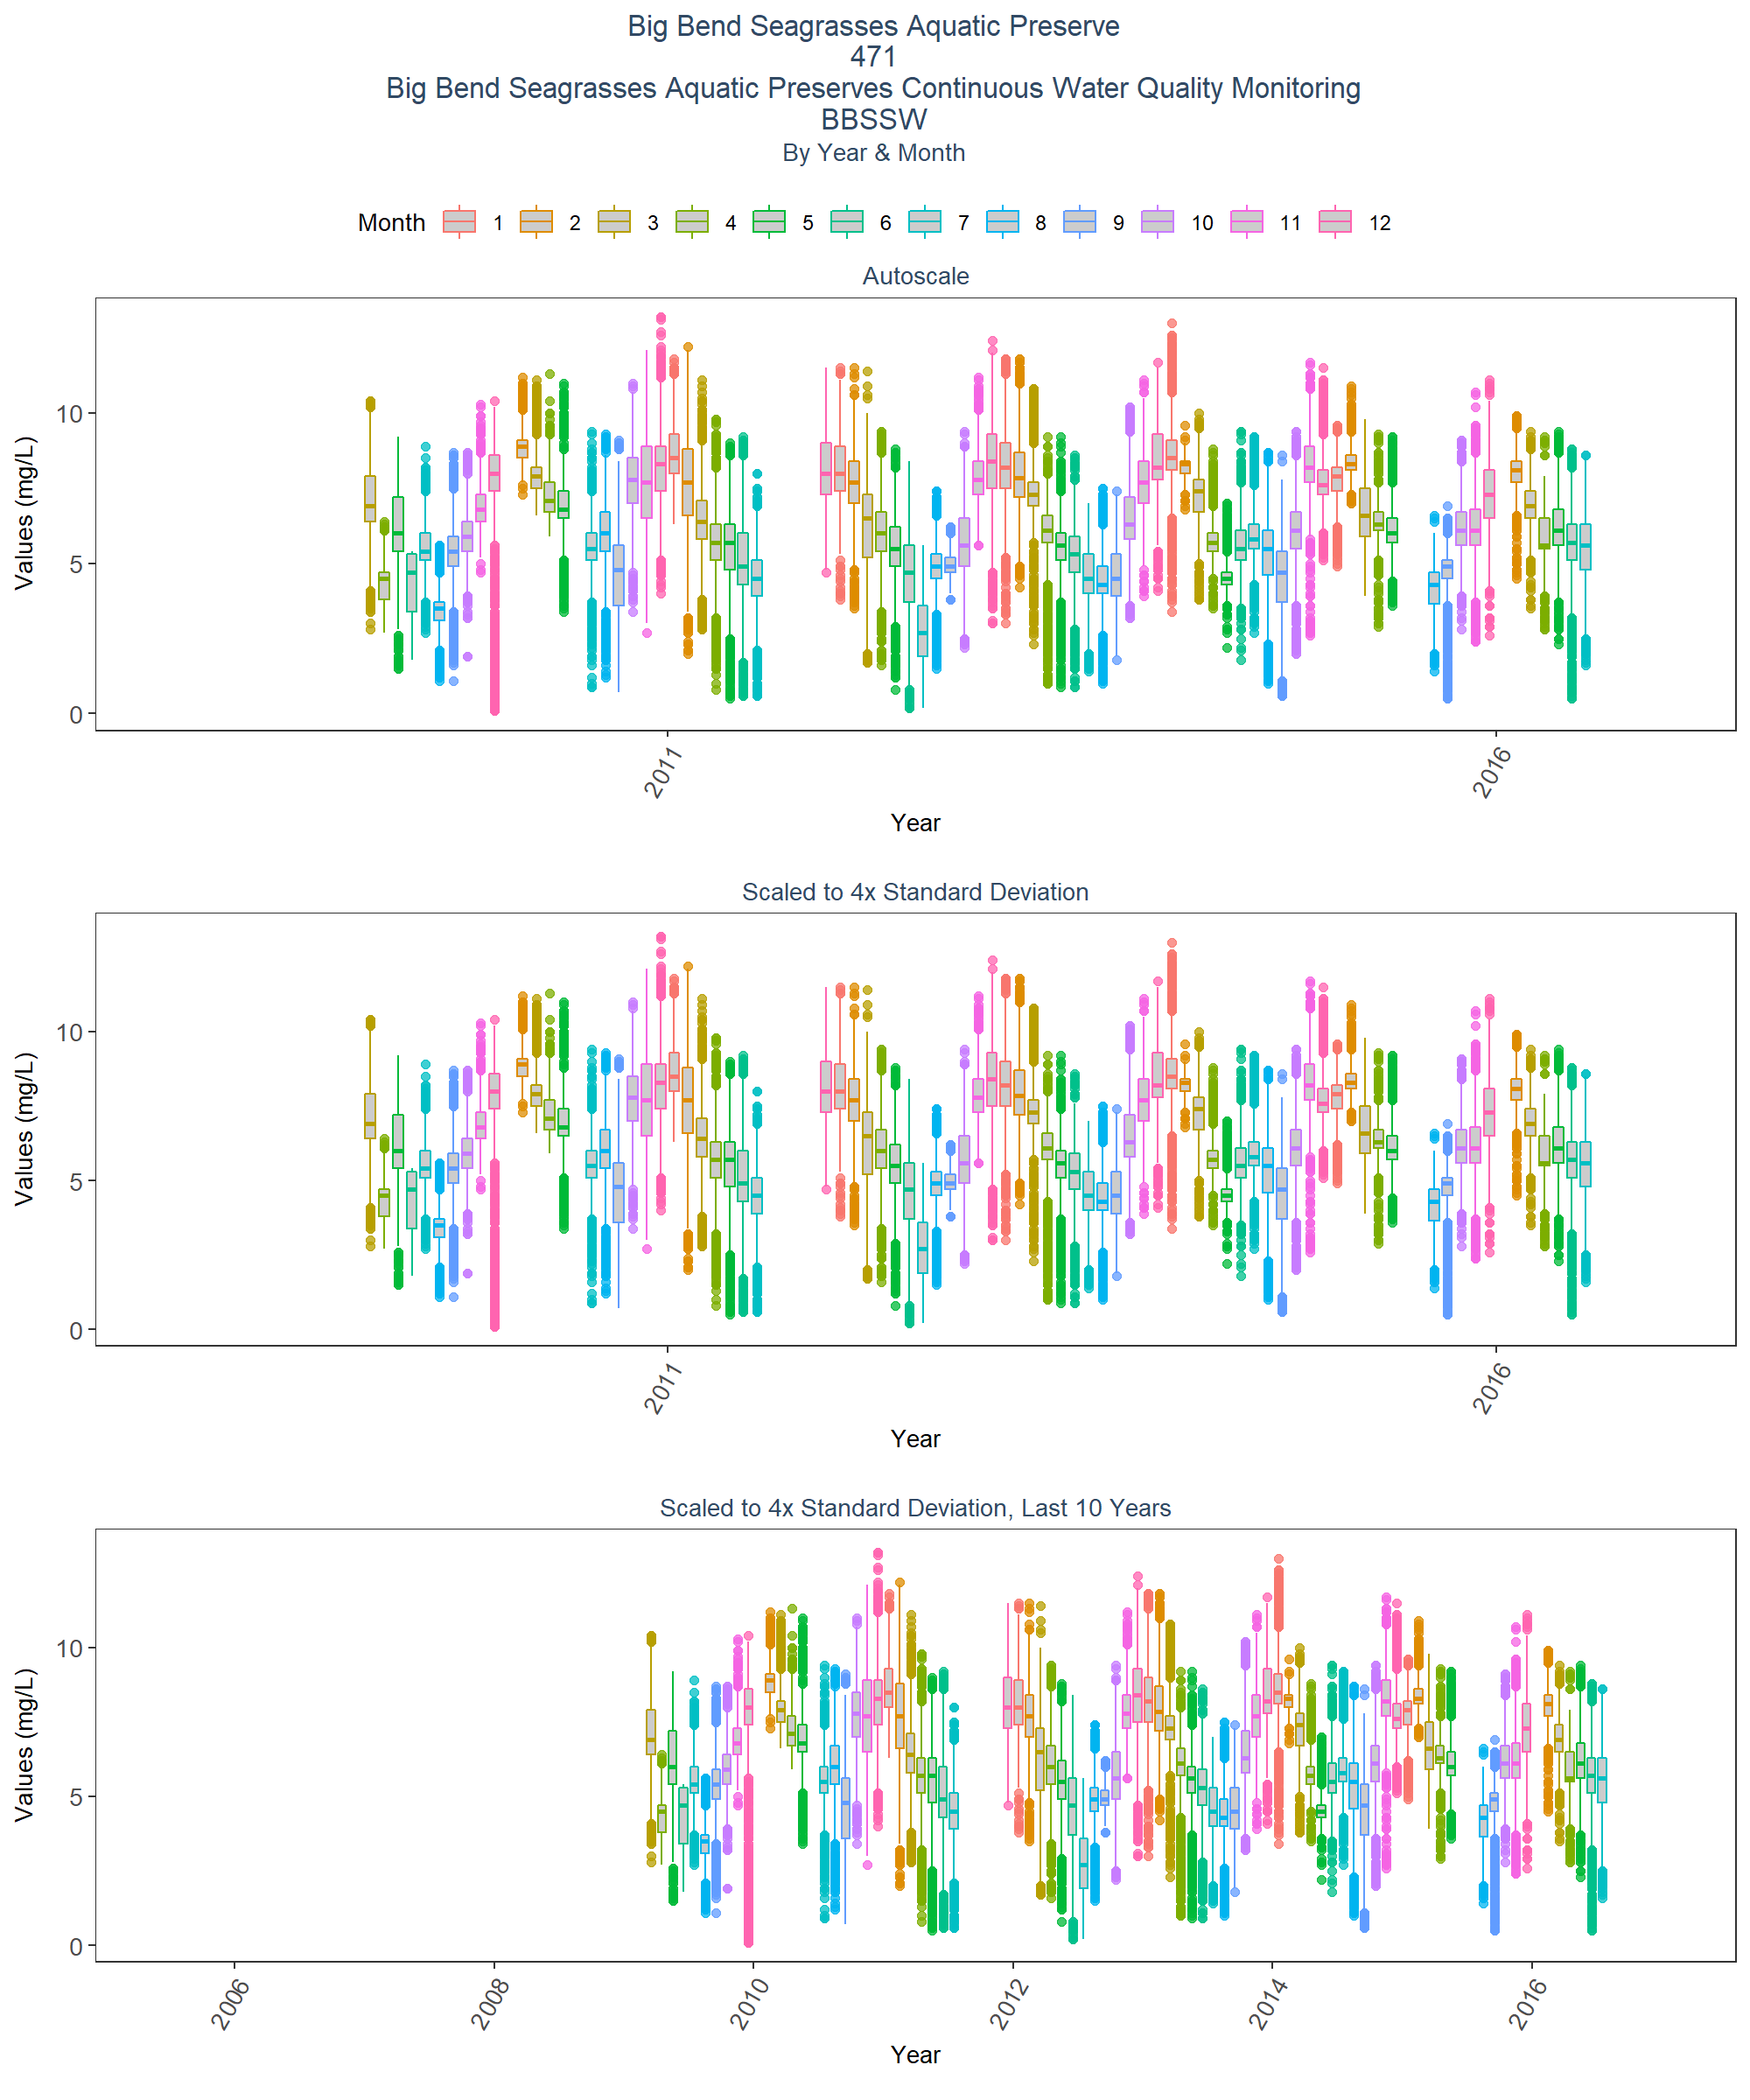 Big Bend Seagrasses Aquatic Preserve
471
Big Bend Seagrasses Aquatic Preserves Continuous Water Quality Monitoring
BBSSW
By Year & Month
Month 1 2 3 4 5 6 7 8 9 10 11 12
Autoscale
Values (mg/L)
10
5
0
2011 2016
Year
Scaled to 4x Standard Deviation
Values (mg/L)
10
5
0
2011 2016
Year
Scaled to 4x Standard Deviation, Last 10 Years
Values (mg/L)
10
5
0
2006 2008 2010 2012 2014 2016
Year